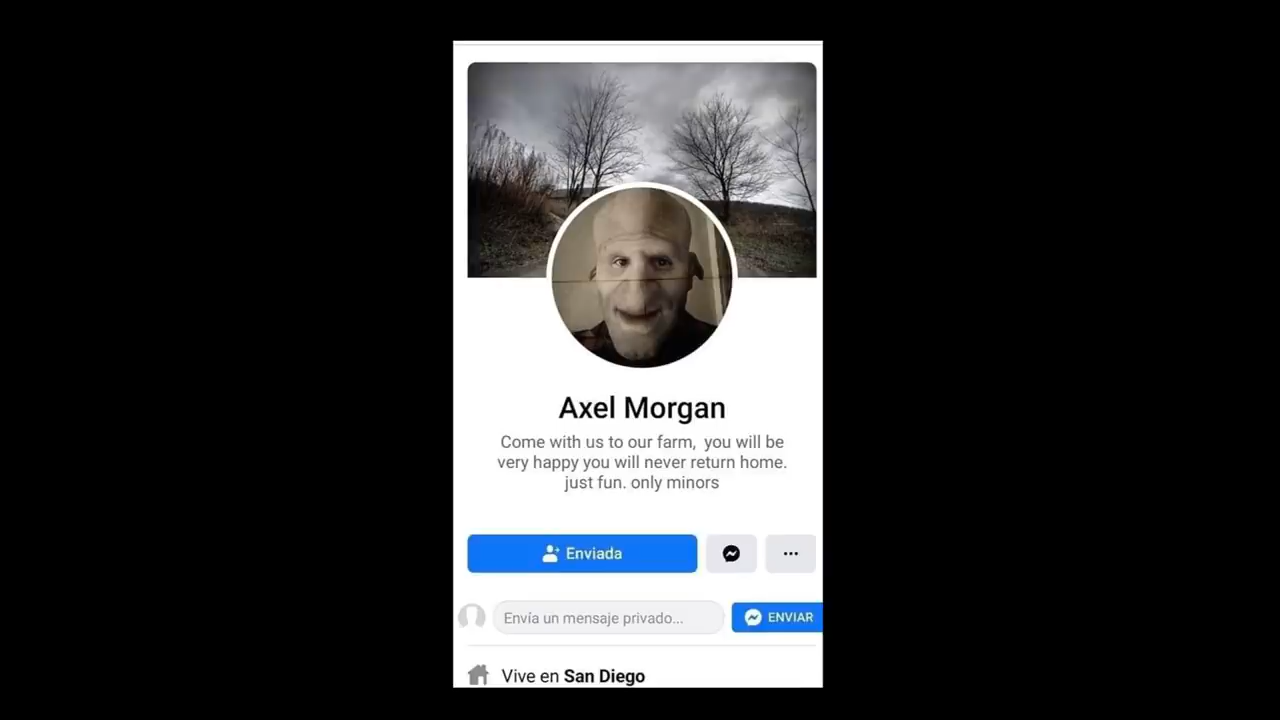 Axel Morgan
Come with us to our farm, you will be
very happy you will never return home.
just fun. only minors
Enviada
Envía un mensaje privado...
ENVIAR
Vive en San Diego